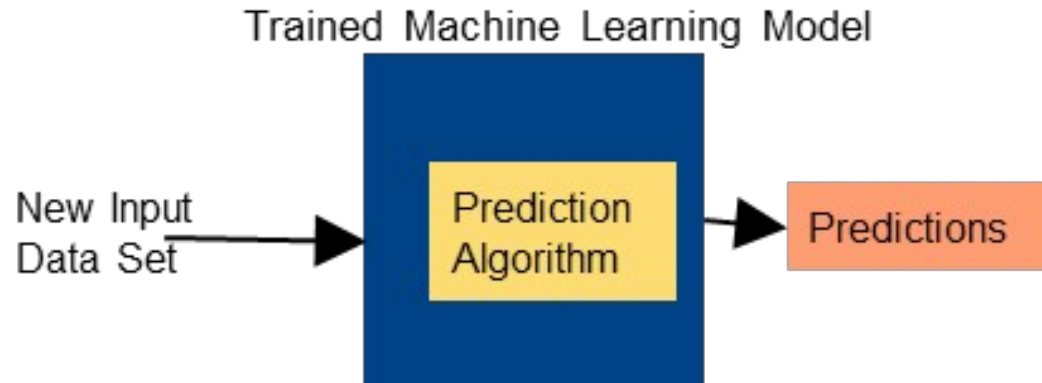 Trained Machine Learning Model
New Input
Data Set
Prediction
Algorithm
Predictions